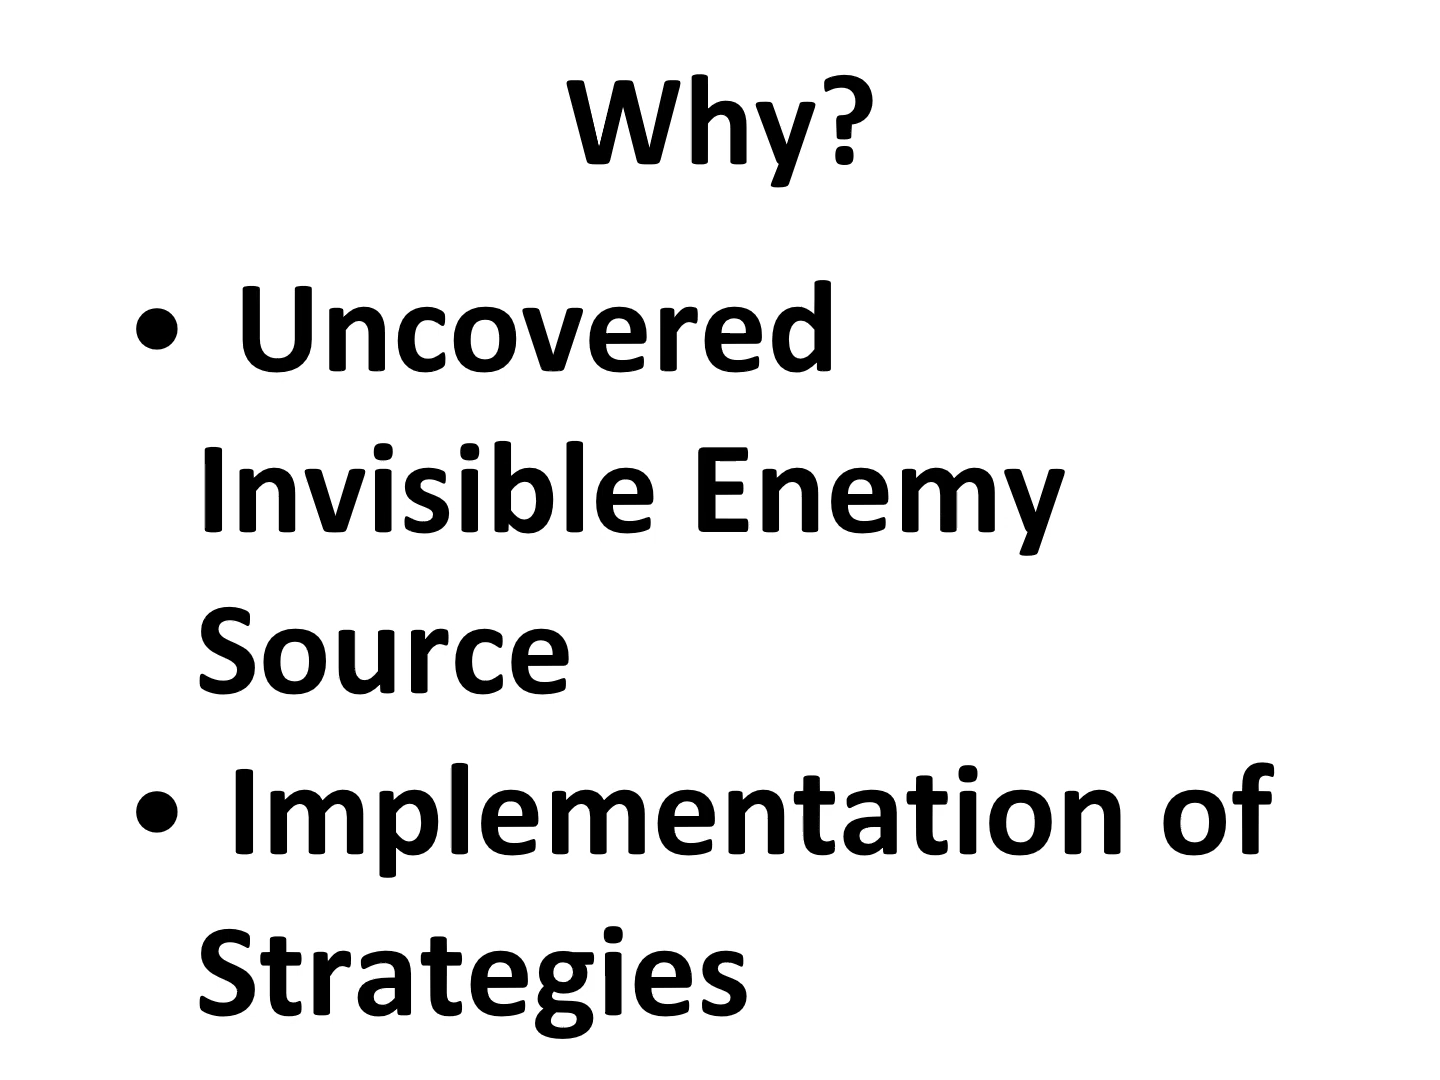 Why?
• Uncovered
Invisible Enemy
Source
• Implementation of
Strategies